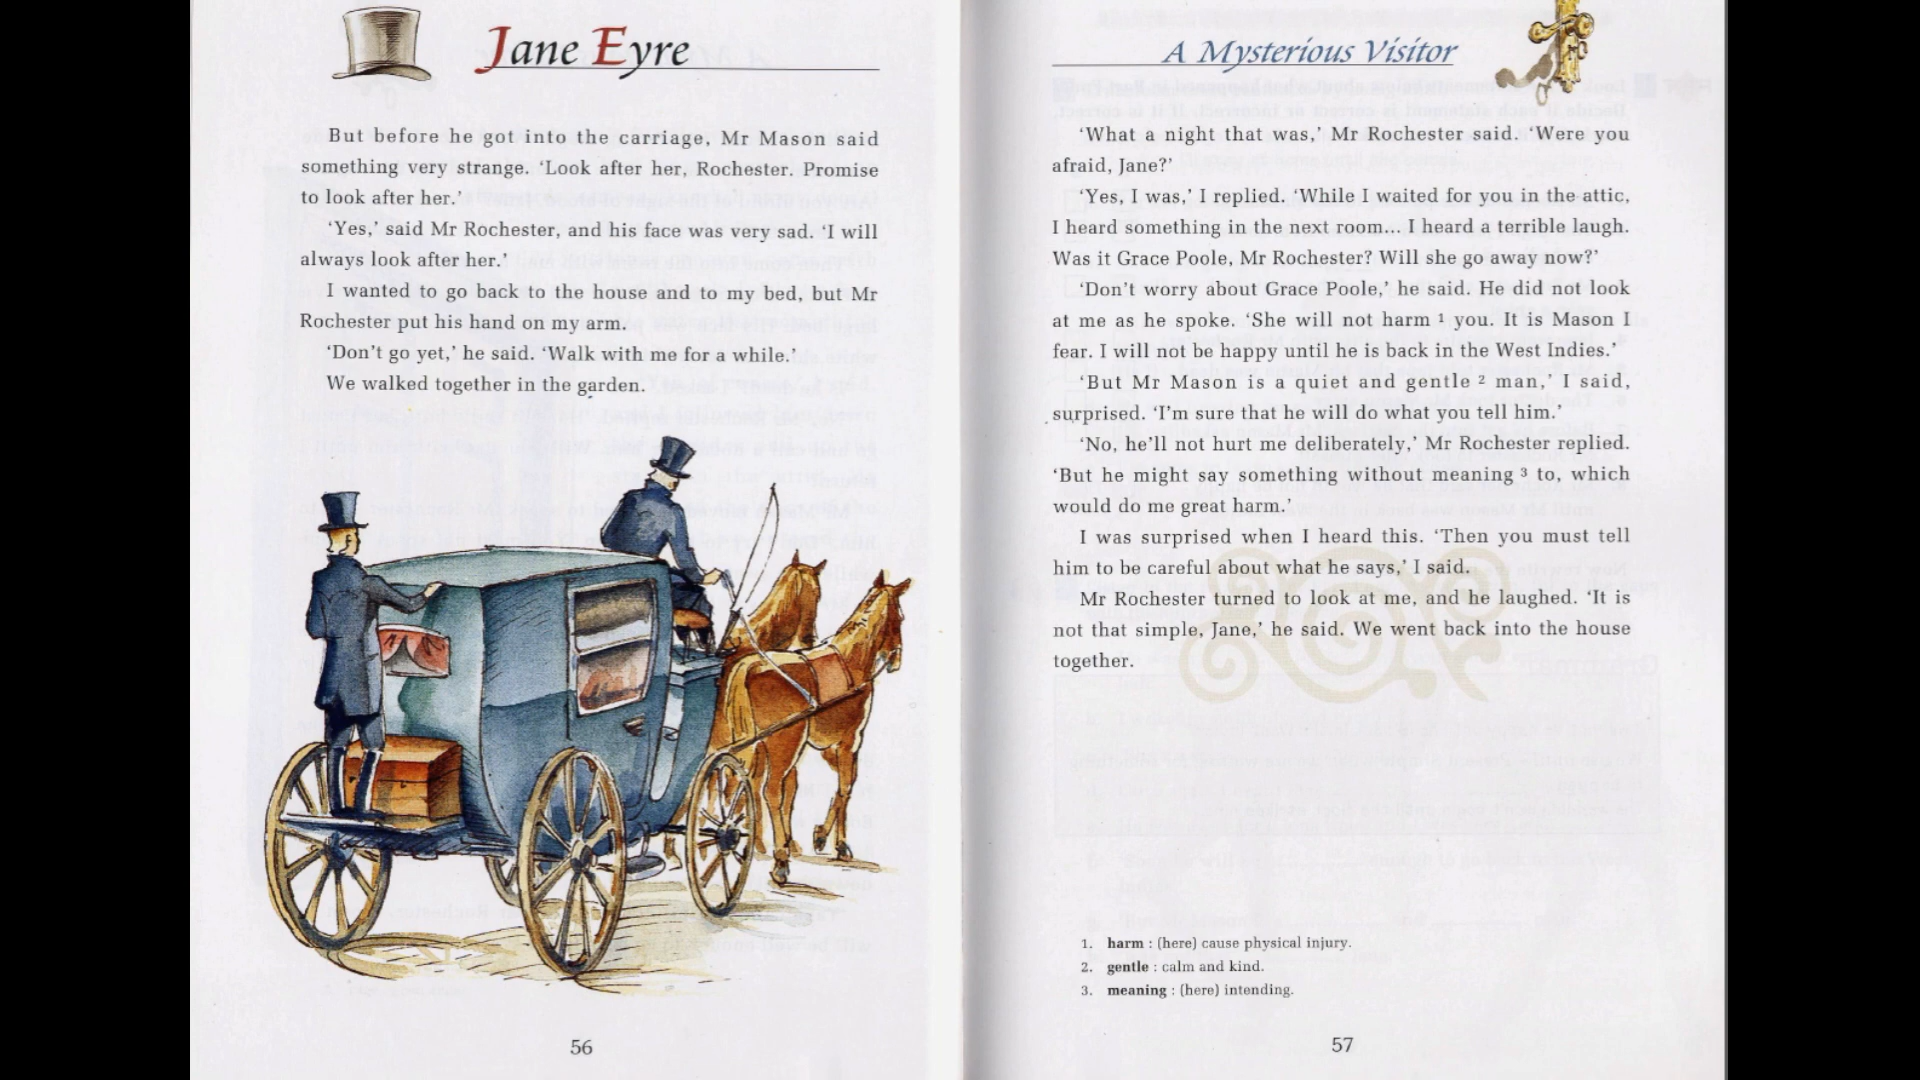 Jane Eyre
But before he got into the carriage, Mr Mason said
something very strange. ‘Look after her, Rochester. Promise
to look after her.’
‘Yes,’ said Mr Rochester, and his face was very sad. ‘I will
always look after her.’
I wanted to go back to the house and to my bed, but Mr
Rochester put his hand on my arm.
‘Don't go yet,’ he said. ‘Walk with me for a while.’
We walked together in the garden.
56
A Mysterious Visitor
‘What a night that was,’ Mr Rochester said. ‘Were you
afraid, Jane?’
‘Yes, I was,’ I replied. ‘While I waited for you in the attic,
I heard something in the next room... I heard a terrible laugh.
Was it Grace Poole, Mr Rochester? Will she go away now?’
‘Don't worry about Grace Poole,’ he said. He did not look
at me as he spoke. ‘She will not harm 1 you. It is Mason I
fear. I will not be happy until he is back in the West Indies.’
‘But Mr Mason is a quiet and gentle 2 man,’ I said,
surprised. ‘I'm sure that he will do what you tell him.’
‘No, he'll not hurt me deliberately,’ Mr Rochester replied.
‘But he might say something without meaning 3 to, which
would do me great harm.’
I was surprised when I heard this. ‘Then you must tell
him to be careful about what he says,’ I said.
Mr Rochester turned to look at me, and he laughed. ‘It is
not that simple, Jane,’ he said. We went back into the house
together.
1. harm : (here) cause physical injury.
2. gentle : calm and kind.
3. meaning : (here) intending.
57